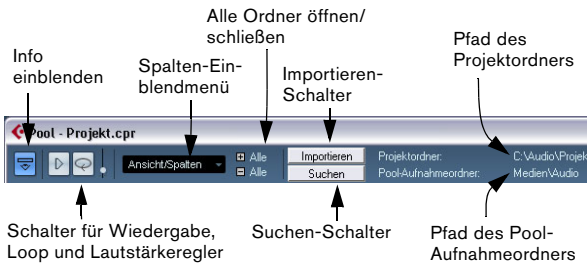 Alle Ordner öffnen/
schließen
Info
einblenden
Spalten-Ein-
blendmenü
Importieren-
Schalter
Pfad des
Projektordners
Pool - Projekt.cpr
Ansicht/Spalten
Alle
Alle
Importieren
Suchen
Projektordner:
C:\Audio\Projek
Pool-Aufnahmeordner:
Medien\Audio
Schalter für Wiedergabe,
Loop und Lautstärkeregler
Suchen-Schalter
Pfad des Pool-
Aufnahmeordners